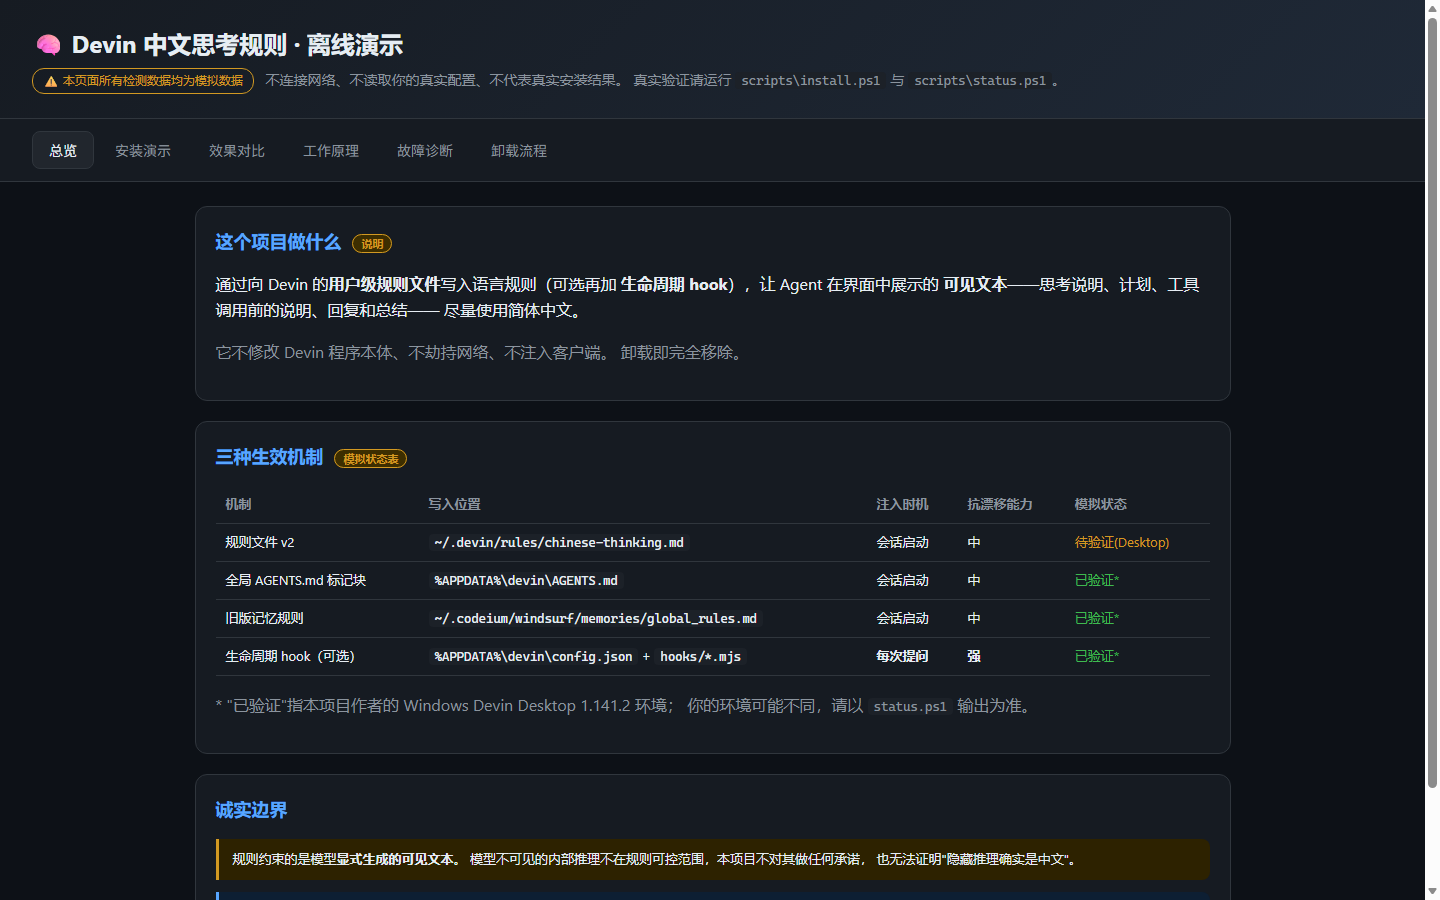 🧠 Devin 中文思考规则 · 离线演示
⚠ 本页面所有检测数据均为模拟数据 不连接网络、不读取你的真实配置、不代表真实安装结果。 真实验证请运行 scripts\install.ps1 与 scripts\status.ps1 。
总览 安装演示 效果对比 工作原理 故障诊断 卸载流程
这个项目做什么 说明
通过向 Devin 的用户级规则文件写入语言规则（可选再加 生命周期 hook），让 Agent 在界面中展示的 可见文本——思考说明、计划、工具
调用前的说明、回复和总结—— 尽量使用简体中文。
它不修改 Devin 程序本体、不劫持网络、不注入客户端。 卸载即完全移除。
三种生效机制 模拟状态表
机制 写入位置 注入时机 抗漂移能力 模拟状态
规则文件 v2 ~/.devin/rules/chinese-thinking.md 会话启动 中 待验证(Desktop)
全局 AGENTS.md 标记块 %APPDATA%\devin\AGENTS.md 会话启动 中 已验证*
旧版记忆规则 ~/.codeium/windsurf/memories/global_rules.md 会话启动 中 已验证*
生命周期 hook（可选） %APPDATA%\devin\config.json + hooks/*.mjs 每次提问 强 已验证*
* "已验证"指本项目作者的 Windows Devin Desktop 1.141.2 环境； 你的环境可能不同，请以 status.ps1 输出为准。
诚实边界
规则约束的是模型显式生成的可见文本。 模型不可见的内部推理不在规则可控范围，本项目不对其做任何承诺， 也无法证明"隐藏推理确实是中文"。